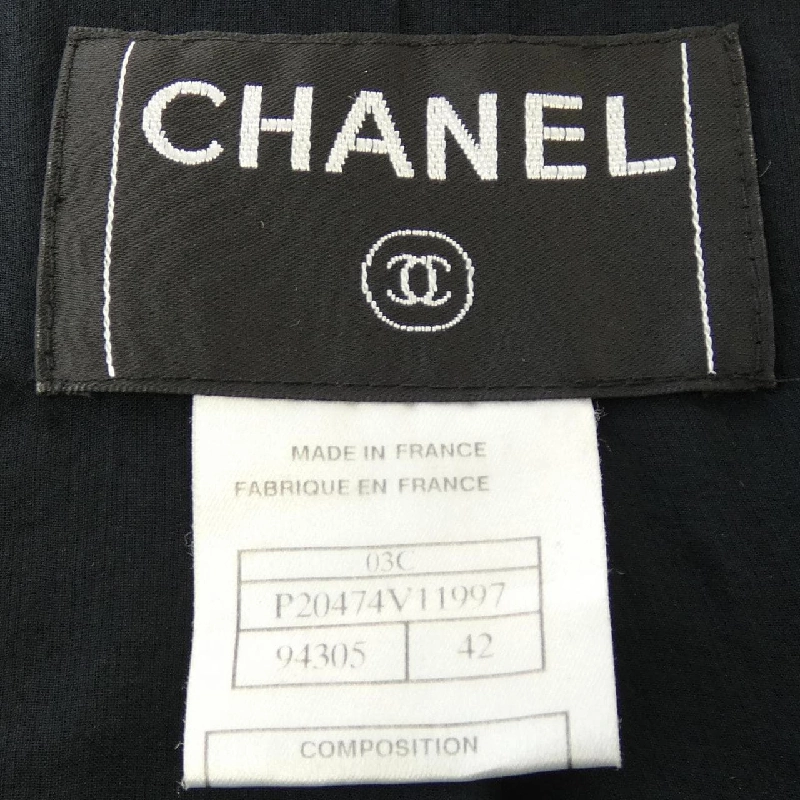 CHANEL
MADE IN FRANCE
FABRIQUE EN FRANCE
03C
P20474V11997
94305 42
COMPOSITION